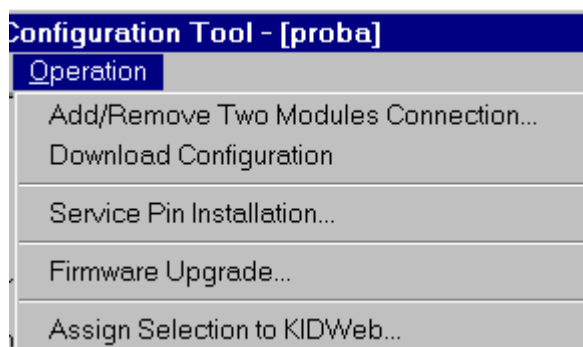 Configuration Tool - [proba]
Operation
Add/Remove Two Modules Connection...
Download Configuration
Service Pin Installation...
Firmware Upgrade...
Assign Selection to KIDWeb...